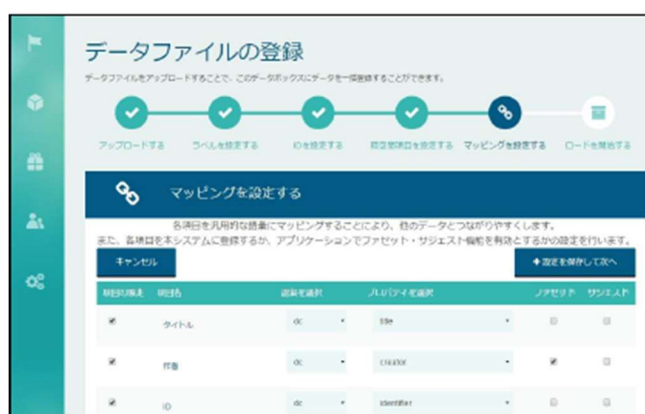 データファイルの登録
データファイルをアップロードすることで、このデータボックスにデータを一括登録することができます。
アップロードする ラベルを設定する IDを設定する マッピングを設定する ロードを開始する
マッピングを設定する
各項目を汎用的な語彙にマッピングすることにより、他のデータとつながりやすくします。
また、各項目を本システムに登録するか、アプリケーションでファセット・サジェスト機能を有効とするかの設定を行います。
キャンセル +設定を保存して次へ
項目名 語彙を選択 プロパティを選択 ファセット サジェスト
タイトル dc title
作者 dc creator
ID dc identifier